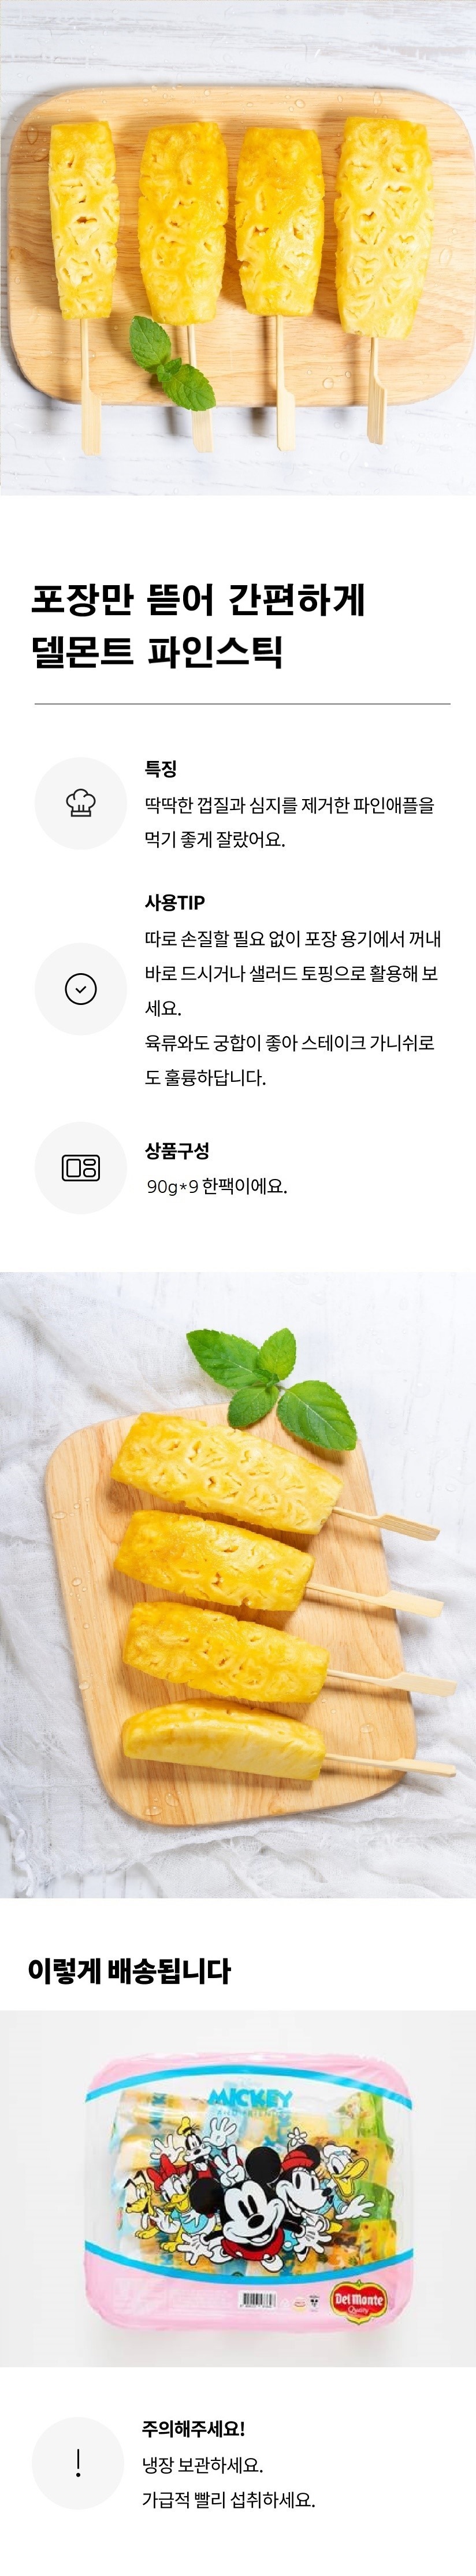 포장만 뜯어 간편하게
델몬트 파인스틱
특징
딱딱한 껍질과 심지를 제거한 파인애플을
먹기 좋게 잘랐어요.
사용TIP
따로 손질할 필요 없이 포장 용기에서 꺼내
바로 드시거나 샐러드 토핑으로 활용해 보
세요.
육류와도 궁합이 좋아 스테이크 가니쉬로
도 훌륭하답니다.
상품구성
90g*9 한팩이에요.
이렇게 배송됩니다
MICKEY
AND FRIENDS
Del Monte
Quality
주의해주세요!
냉장 보관하세요.
가급적 빨리 섭취하세요.